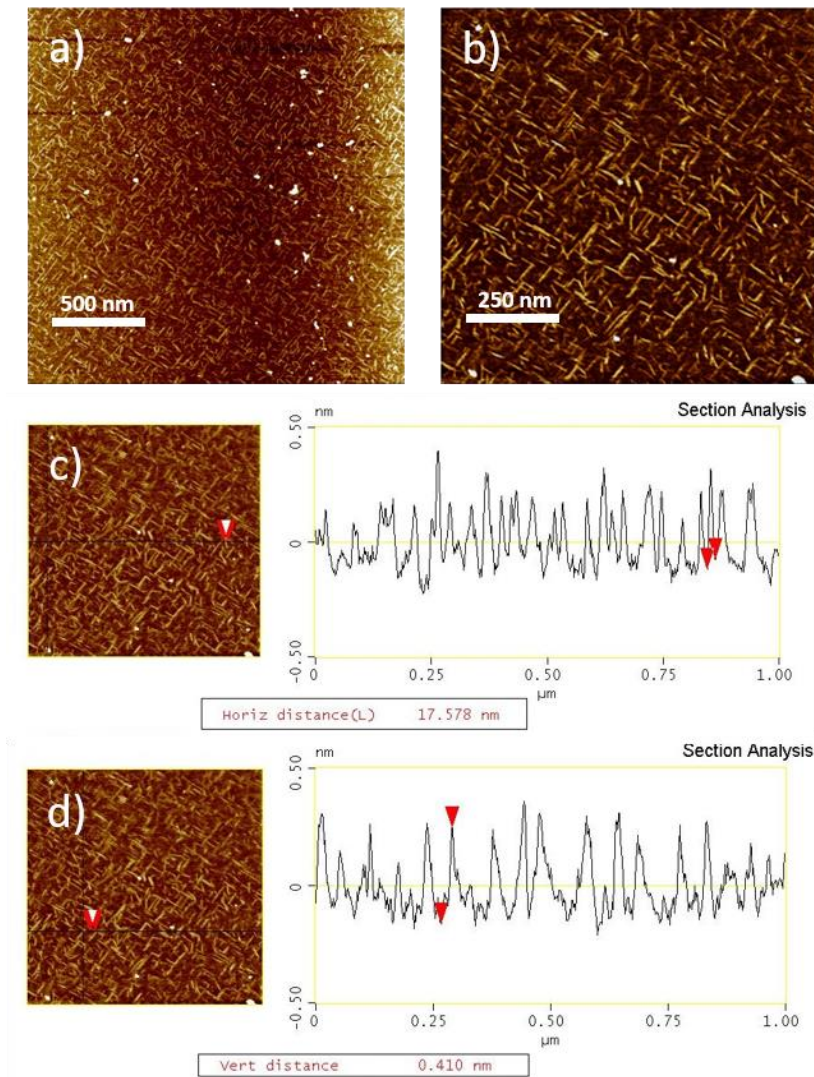 a)
b)
500 nm
250 nm
Section Analysis
c)
nm
0.50
0
-0.50
0 0.25 0.50 0.75 1.00
µm
Horiz distance(L) 17.578 nm
Section Analysis
d)
nm
0.50
0
-0.50
0 0.25 0.50 0.75 1.00
µm
Vert distance 0.410 nm